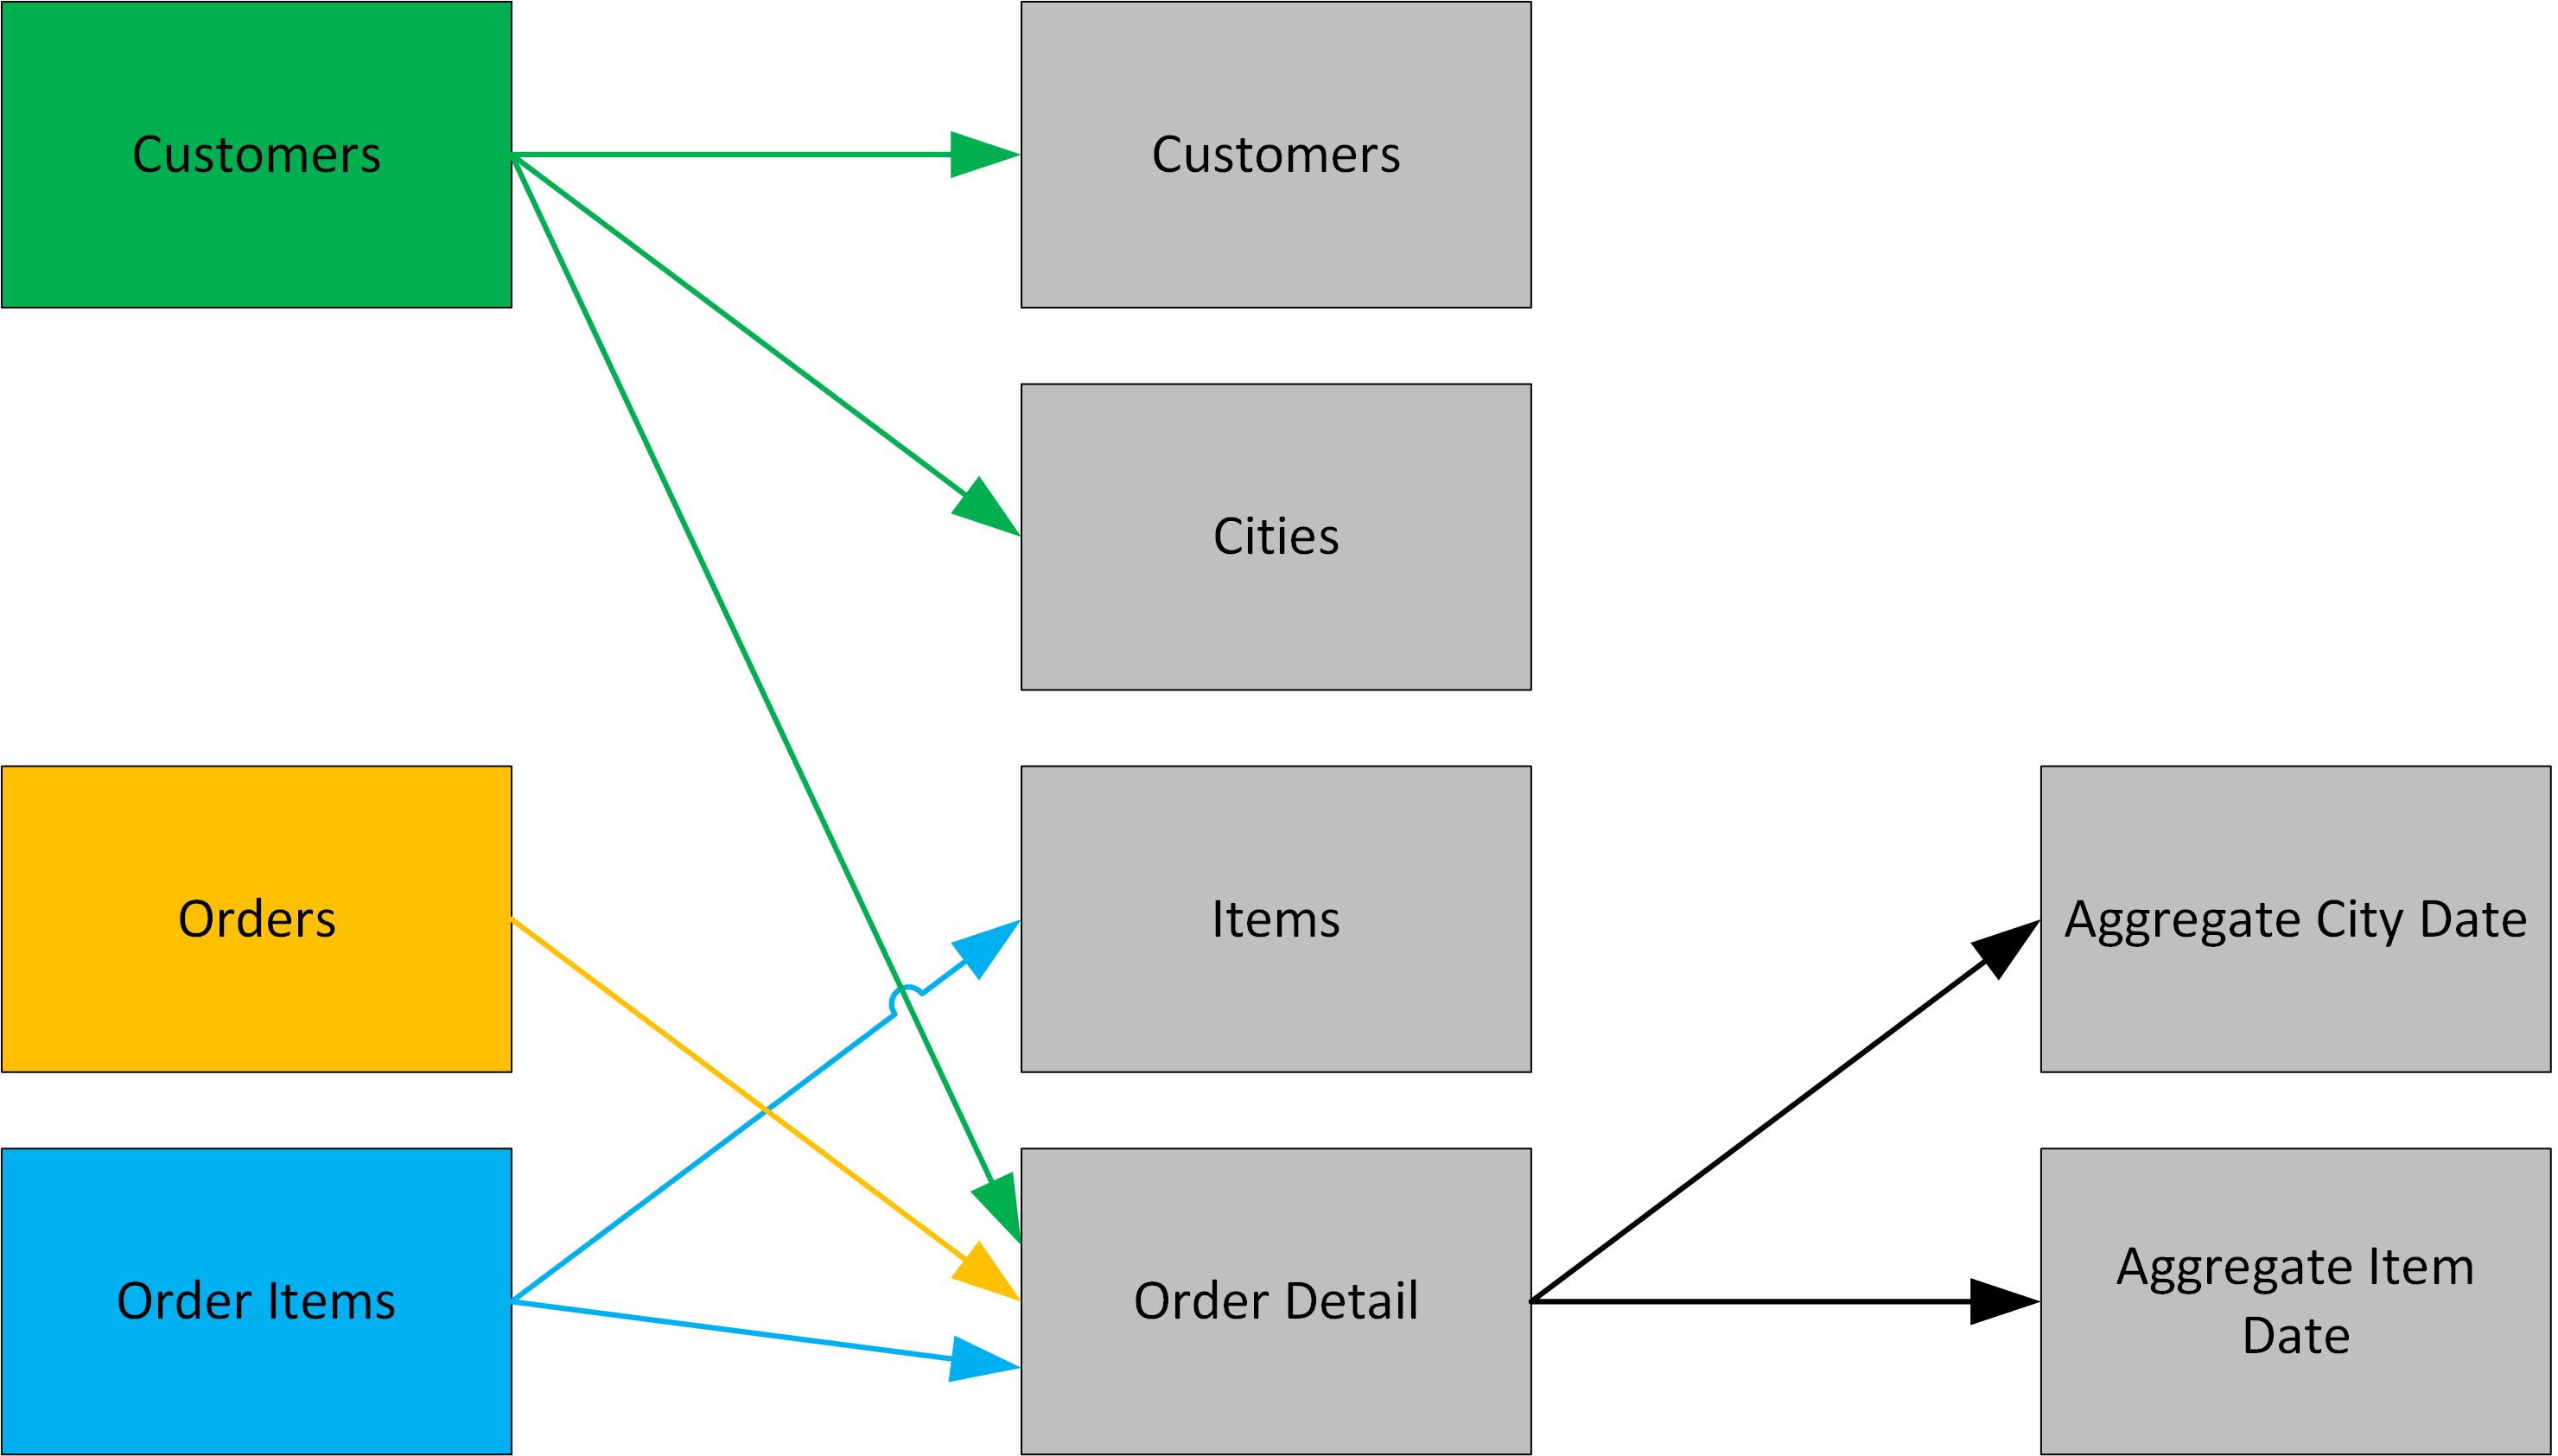 Customers
Customers
Cities
Orders
Items
Aggregate City Date
Order Items
Order Detail
Aggregate Item
Date